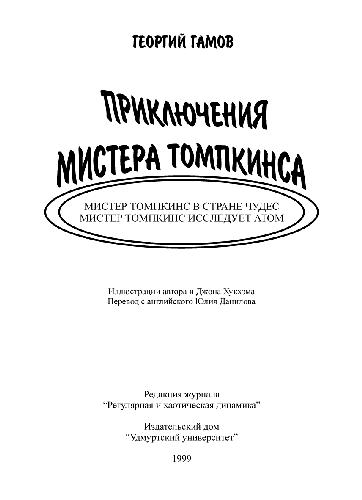 ГЕОРГИЙ ГАМОВ
ПРИКЛЮЧЕНИЯ
МИСТЕРА ТОМПКИНСА
МИСТЕР ТОМПКИНС В СТРАНЕ ЧУДЕС
МИСТЕР ТОМПКИНС ИССЛЕДУЕТ АТОМ
Иллюстрации автора и Джона Хукхэма
Перевод с английского Юлия Данилова
Редакция журнала
“Регулярная и хаотическая динамика”
Издательский дом
“Удмуртский университет”
1999